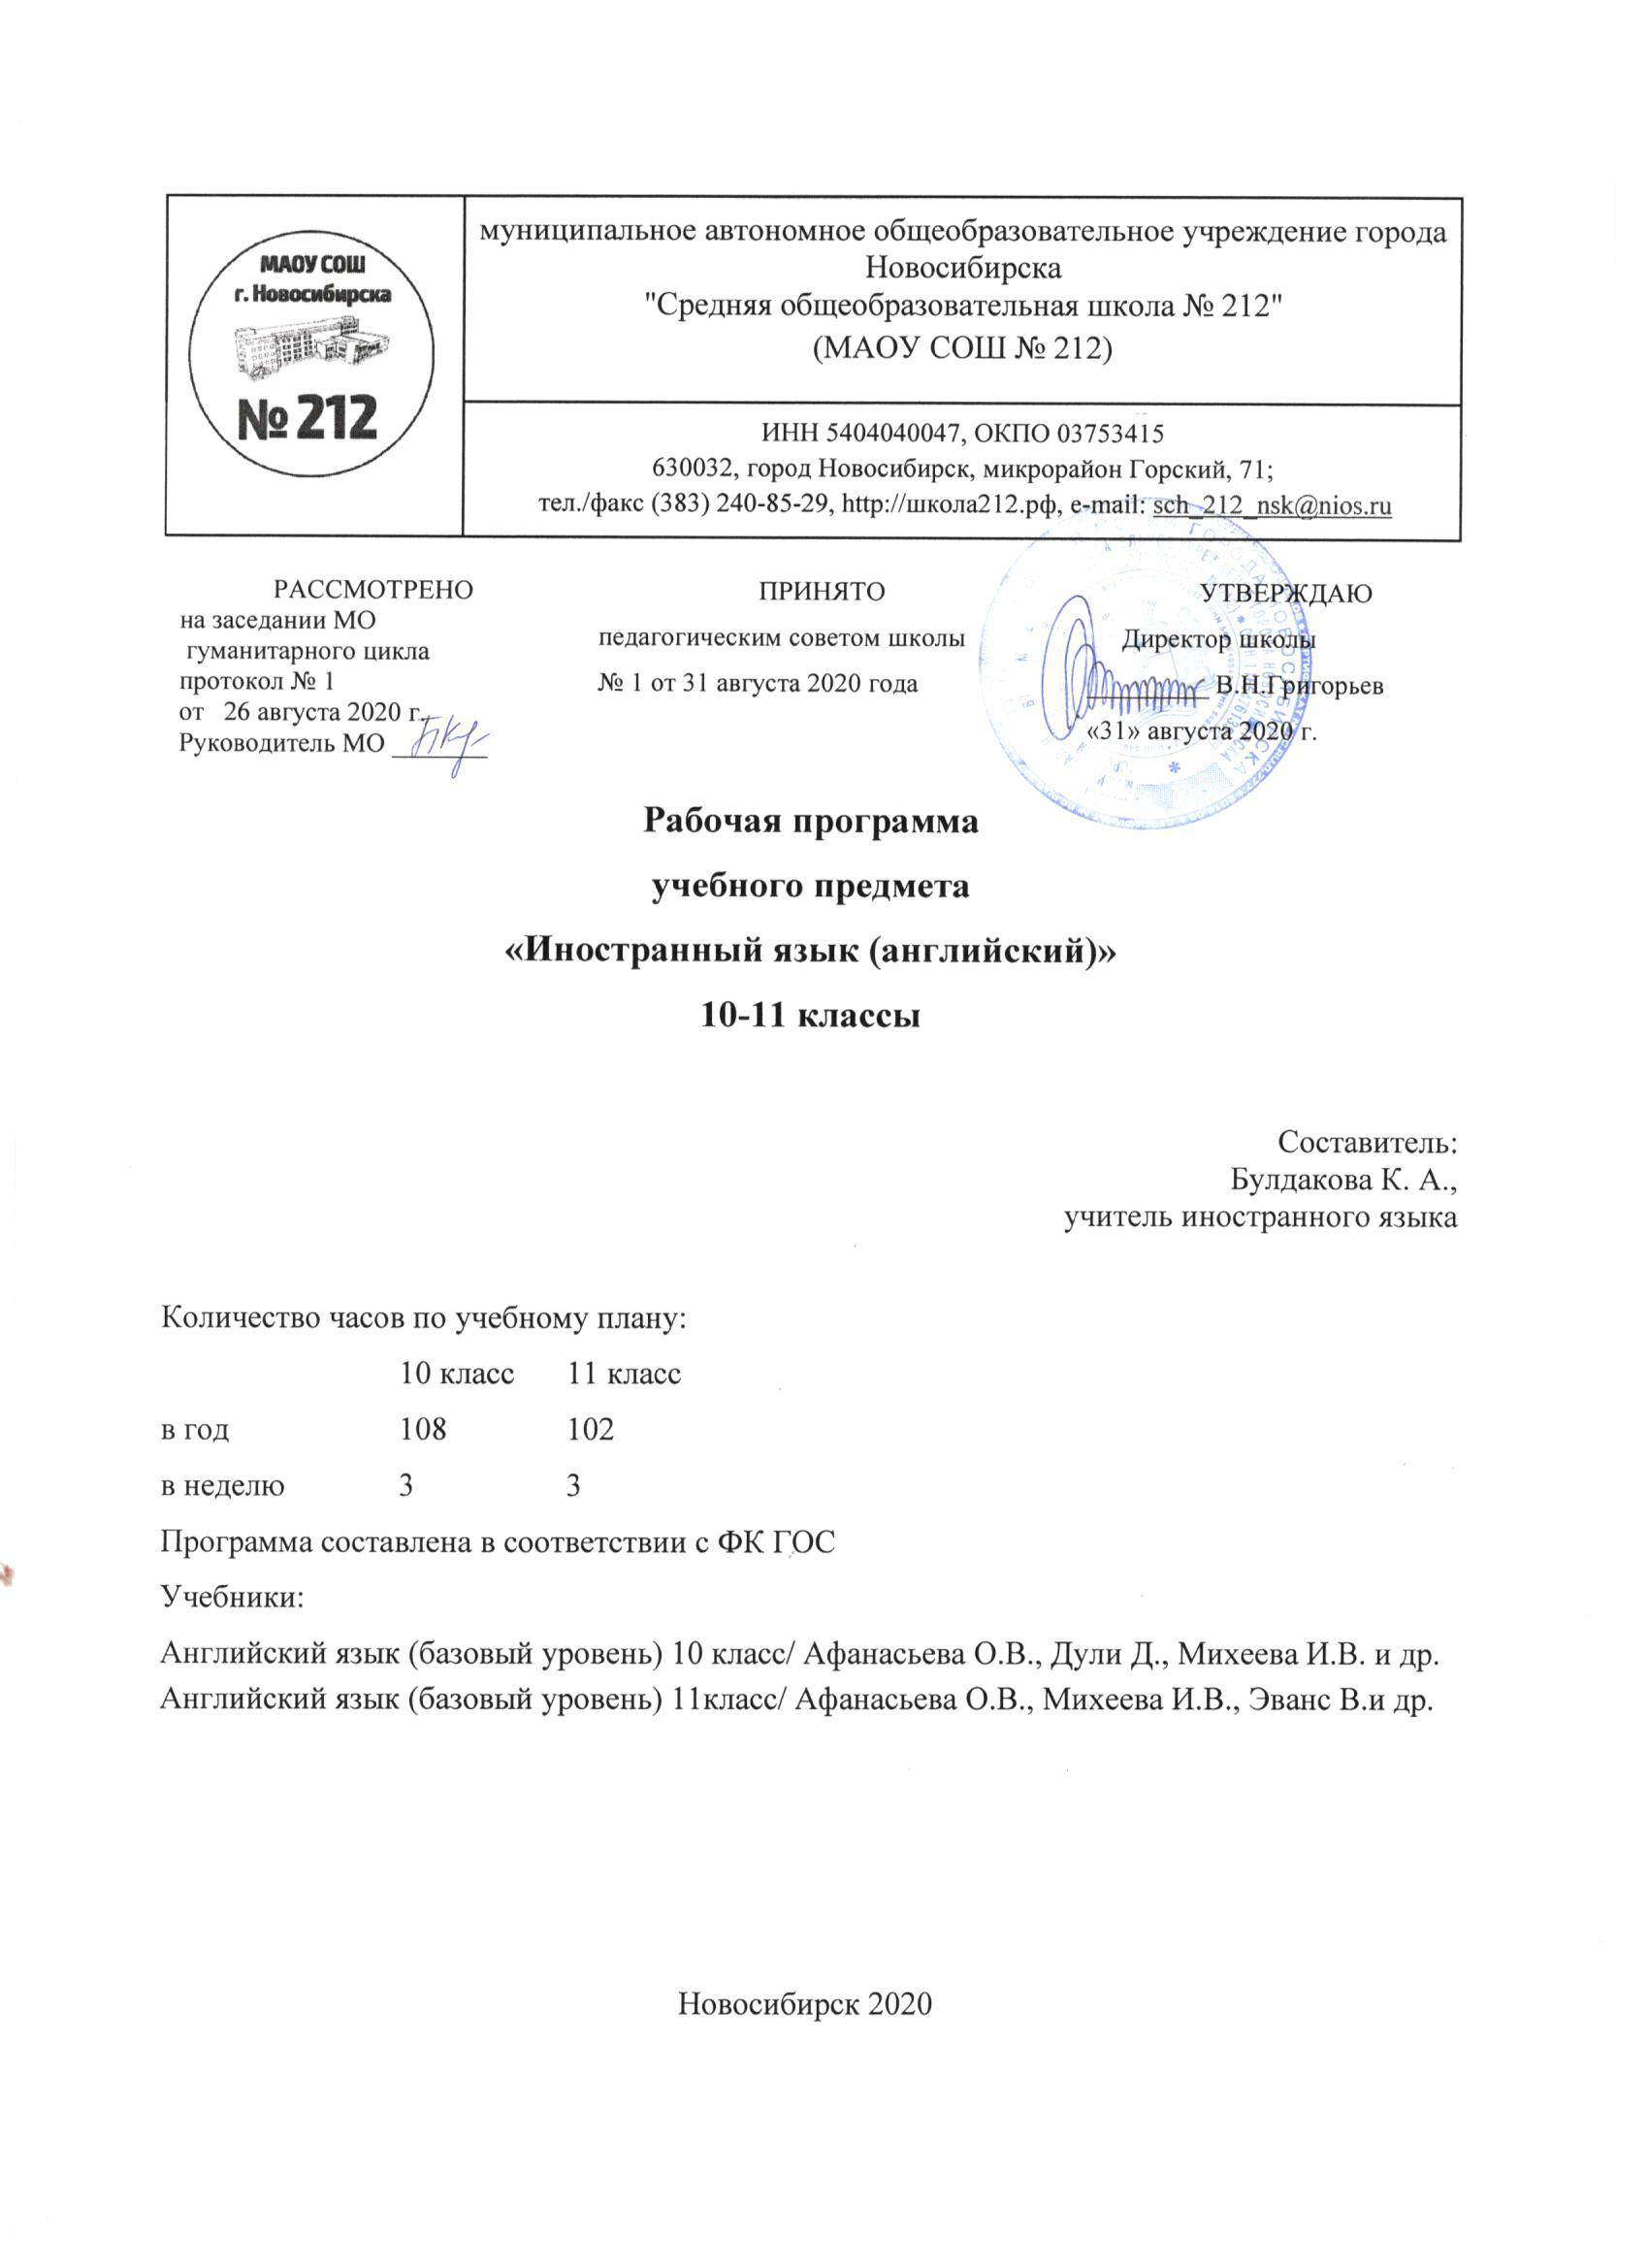 МАОУ СОШ
г. Новосибирска
№ 212
муниципальное автономное общеобразовательное учреждение города
Новосибирска
"Средняя общеобразовательная школа № 212"
(МАОУ СОШ № 212)
ИНН 5404040047, ОКПО 03753415
630032, город Новосибирск, микрорайон Горский, 71;
тел./факс (383) 240-85-29, http://школа212.рф, e-mail: sch_212_nsk@nios.ru
РАССМОТРЕНО
на заседании МО
гуманитарного цикла
протокол № 1
от 26 августа 2020 г.
Руководитель МО
ПРИНЯТО
педагогическим советом школы
№ 1 от 31 августа 2020 года
УТВЕРЖДАЮ
Директор школы
В.Н.Григорьев
«31» августа 2020 г.
Рабочая программа
учебного предмета
«Иностранный язык (английский)»
10-11 классы
Составитель:
Булдакова К. А.,
учитель иностранного языка
Количество часов по учебному плану:
10 класс 11 класс
в год 108 102
в неделю 3 3
Программа составлена в соответствии с ФК ГОС
Учебники:
Английский язык (базовый уровень) 10 класс/ Афанасьева О.В., Дули Д., Михеева И.В. и др.
Английский язык (базовый уровень) 11класс/ Афанасьева О.В., Михеева И.В., Эванс В.и др.
Новосибирск 2020